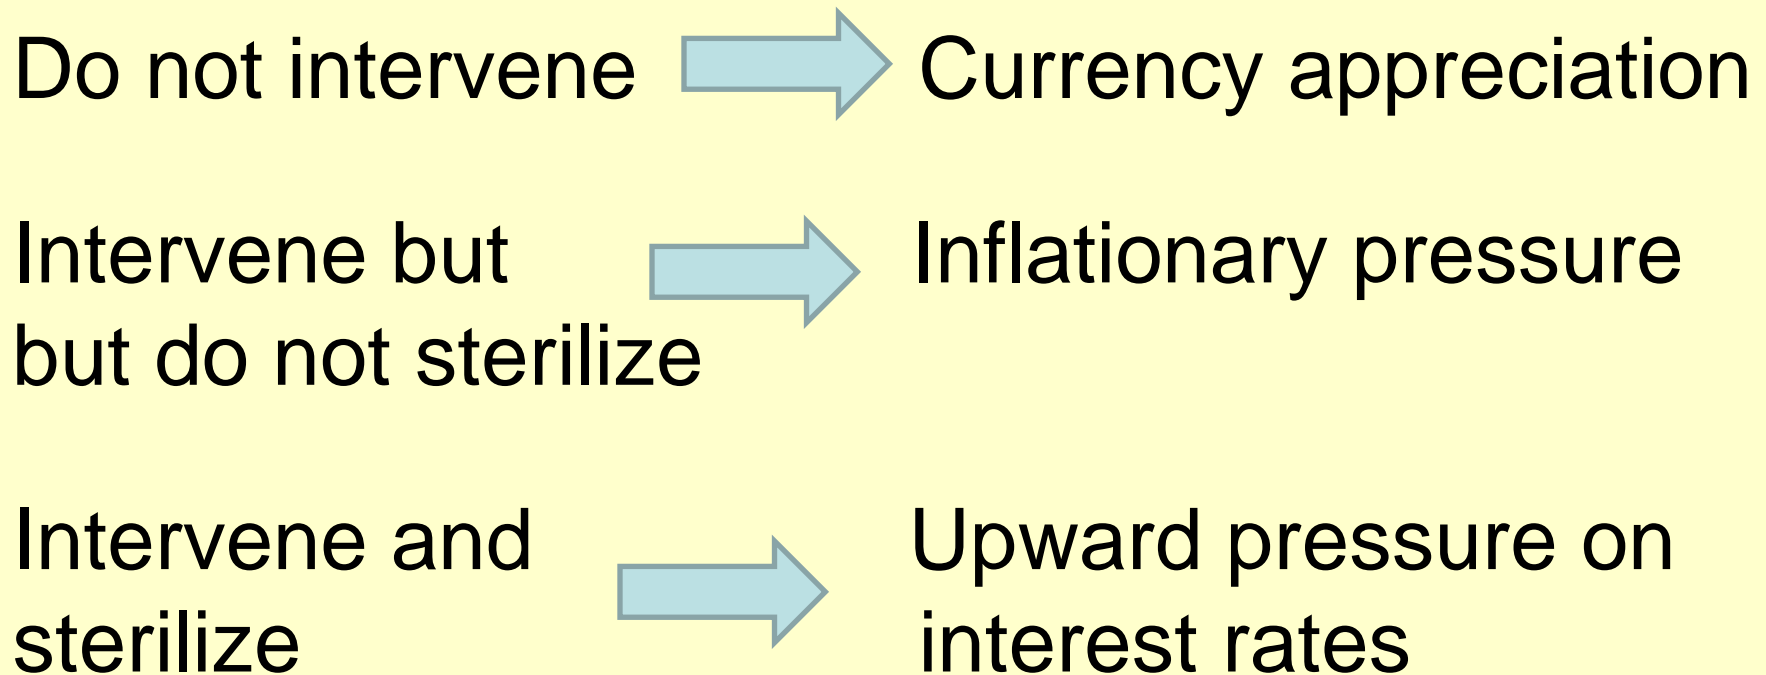 Do not intervene
Currency appreciation
Intervene but
but do not sterilize
Inflationary pressure
Intervene and
sterilize
Upward pressure on
interest rates